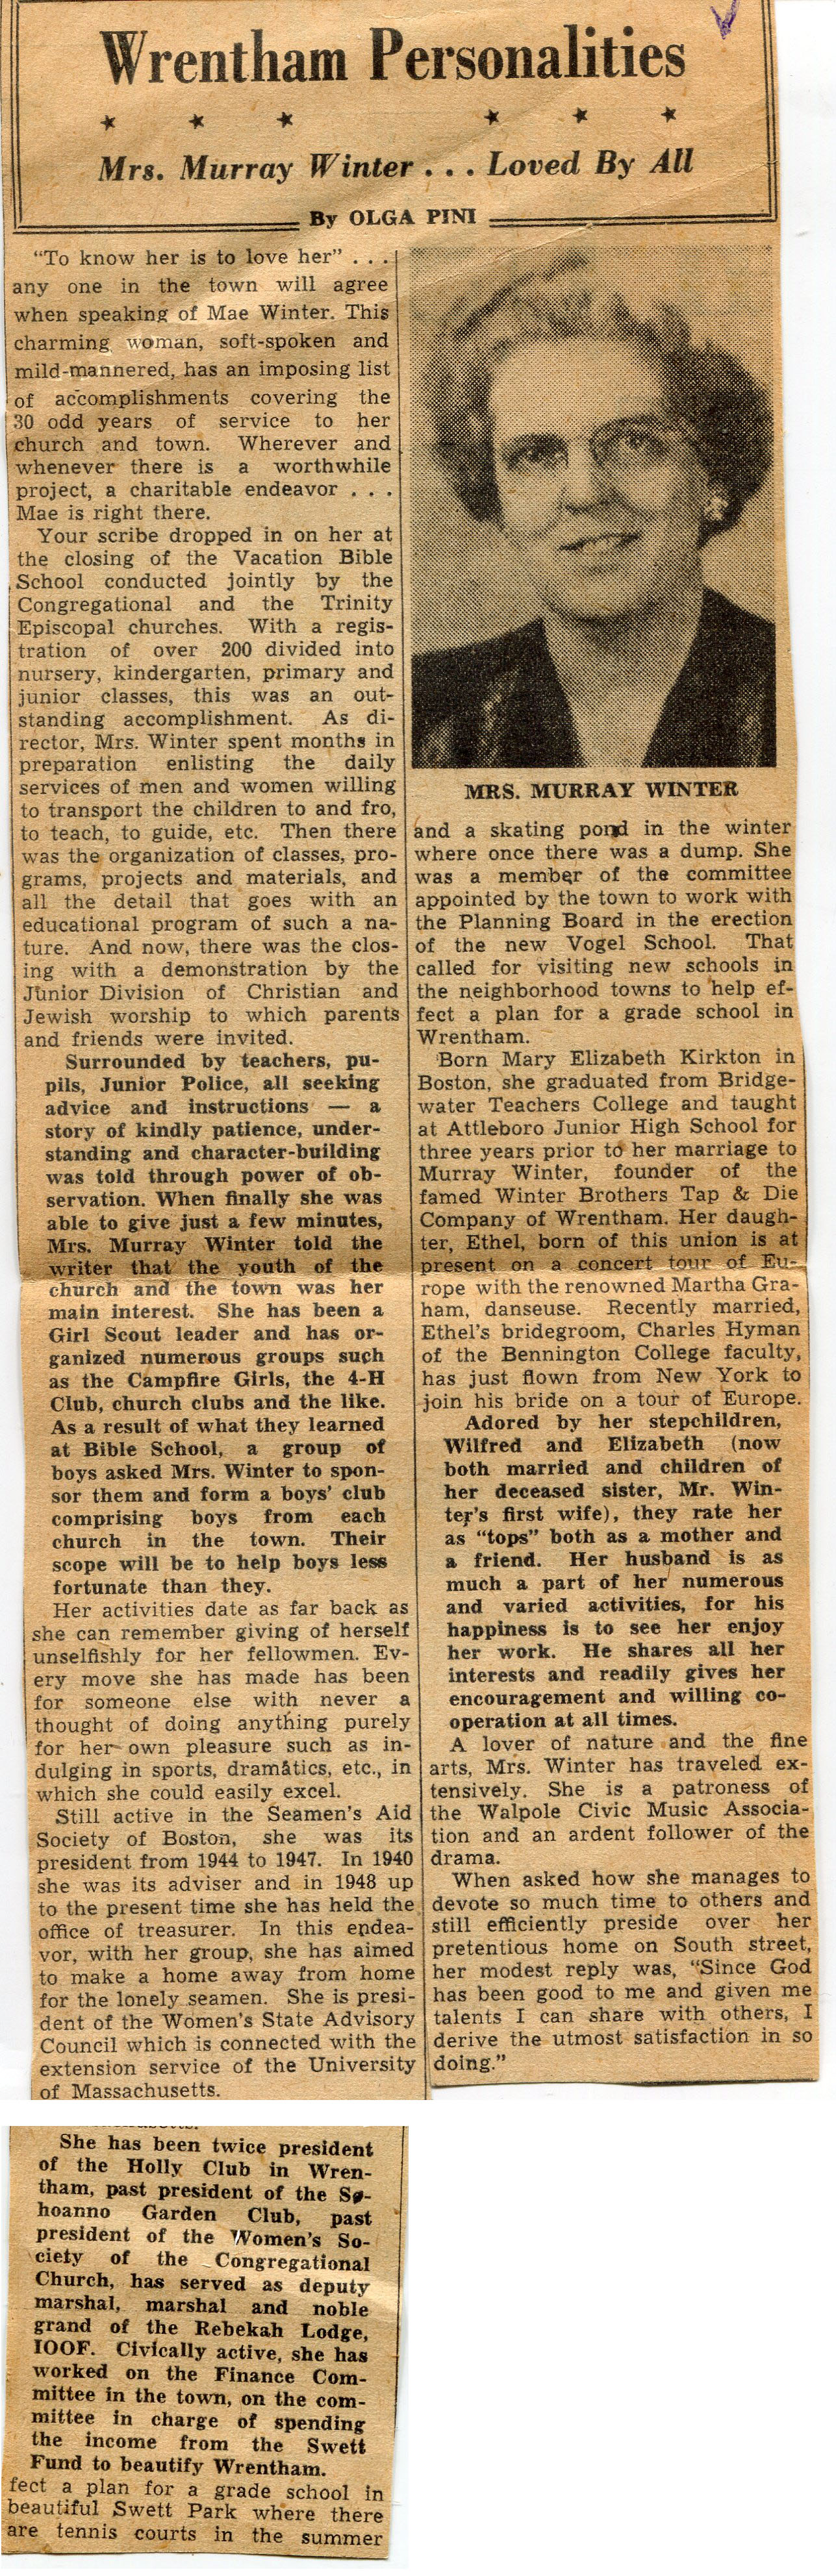 Wrentham Personalities
★ ★ ★ ★ ★ ★
Mrs. Murray Winter . . . Loved By All
By OLGA PINI
“To know her is to love her” . . .
any one in the town will agree
when speaking of Mae Winter. This
charming woman, soft-spoken and
mild-mannered, has an imposing list
of accomplishments covering the
30 odd years of service to her
church and town. Wherever and
whenever there is a worthwhile
project, a charitable endeavor . . .
Mae is right there.
Your scribe dropped in on her at
the closing of the Vacation Bible
School conducted jointly by the
Congregational and the Trinity
Episcopal churches. With a regis-
tration of over 200 divided into
nursery, kindergarten, primary and
junior classes, this was an out-
standing accomplishment. As di-
rector, Mrs. Winter spent months in
preparation enlisting the daily
services of men and women willing
to transport the children to and fro,
to teach, to guide, etc. Then there
was the organization of classes, pro-
grams, projects and materials, and
all the detail that goes with an
educational program of such a na-
ture. And now, there was the clos-
ing with a demonstration by the
Junior Division of Christian and
Jewish worship to which parents
and friends were invited.
Surrounded by teachers, pu-
pils, Junior Police, all seeking
advice and instructions — a
story of kindly patience, under-
standing and character-building
was told through power of ob-
servation. When finally she was
able to give just a few minutes,
Mrs. Murray Winter told the
writer that the youth of the
church and the town was her
main interest. She has been a
Girl Scout leader and has or-
ganized numerous groups such
as the Campfire Girls, the 4-H
Club, church clubs and the like.
As a result of what they learned
at Bible School, a group of
boys asked Mrs. Winter to spon-
sor them and form a boys’ club
comprising boys from each
church in the town. Their
scope will be to help boys less
fortunate than they.
Her activities date as far back as
she can remember giving of herself
unselfishly for her fellowmen. Ev-
ery move she has made has been
for someone else with never a
thought of doing anything purely
for her own pleasure such as in-
dulging in sports, dramatics, etc., in
which she could easily excel.
Still active in the Seamen’s Aid
Society of Boston, she was its
president from 1944 to 1947. In 1940
she was its adviser and in 1948 up
to the present time she has held the
office of treasurer. In this endea-
vor, with her group, she has aimed
to make a home away from home
for the lonely seamen. She is presi-
dent of the Women’s State Advisory
Council which is connected with the
extension service of the University
of Massachusetts.
She has been twice president
of the Holly Club in Wren-
tham, past president of the So-
hoanno Garden Club, past
president of the Women’s So-
ciety of the Congregational
Church, has served as deputy
marshal, marshal and noble
grand of the Rebekah Lodge,
IOOF. Civically active, she has
worked on the Finance Com-
mittee in the town, on the com-
mittee in charge of spending
the income from the Swett
Fund to beautify Wrentham.
fect a plan for a grade school in
beautiful Swett Park where there
are tennis courts in the summer
MRS. MURRAY WINTER
and a skating pond in the winter
where once there was a dump. She
was a member of the committee
appointed by the town to work with
the Planning Board in the erection
of the new Vogel School. That
called for visiting new schools in
the neighborhood towns to help ef-
fect a plan for a grade school in
Wrentham.
Born Mary Elizabeth Kirkton in
Boston, she graduated from Bridge-
water Teachers College and taught
at Attleboro Junior High School for
three years prior to her marriage to
Murray Winter, founder of the
famed Winter Brothers Tap & Die
Company of Wrentham. Her daugh-
ter, Ethel, born of this union is at
present on a concert tour of Eu-
rope with the renowned Martha Gra-
ham, danseuse. Recently married,
Ethel’s bridegroom, Charles Hyman
of the Bennington College faculty,
has just flown from New York to
join his bride on a tour of Europe.
Adored by her stepchildren,
Wilfred and Elizabeth (now
both married and children of
her deceased sister, Mr. Win-
ter’s first wife), they rate her
as “tops” both as a mother and
a friend. Her husband is as
much a part of her numerous
and varied activities, for his
happiness is to see her enjoy
her work. He shares all her
interests and readily gives her
encouragement and willing co-
operation at all times.
A lover of nature and the fine
arts, Mrs. Winter has traveled ex-
tensively. She is a patroness of
the Walpole Civic Music Associa-
tion and an ardent follower of the
drama.
When asked how she manages to
devote so much time to others and
still efficiently preside over her
pretentious home on South street,
her modest reply was, “Since God
has been good to me and given me
talents I can share with others, I
derive the utmost satisfaction in so
doing.”